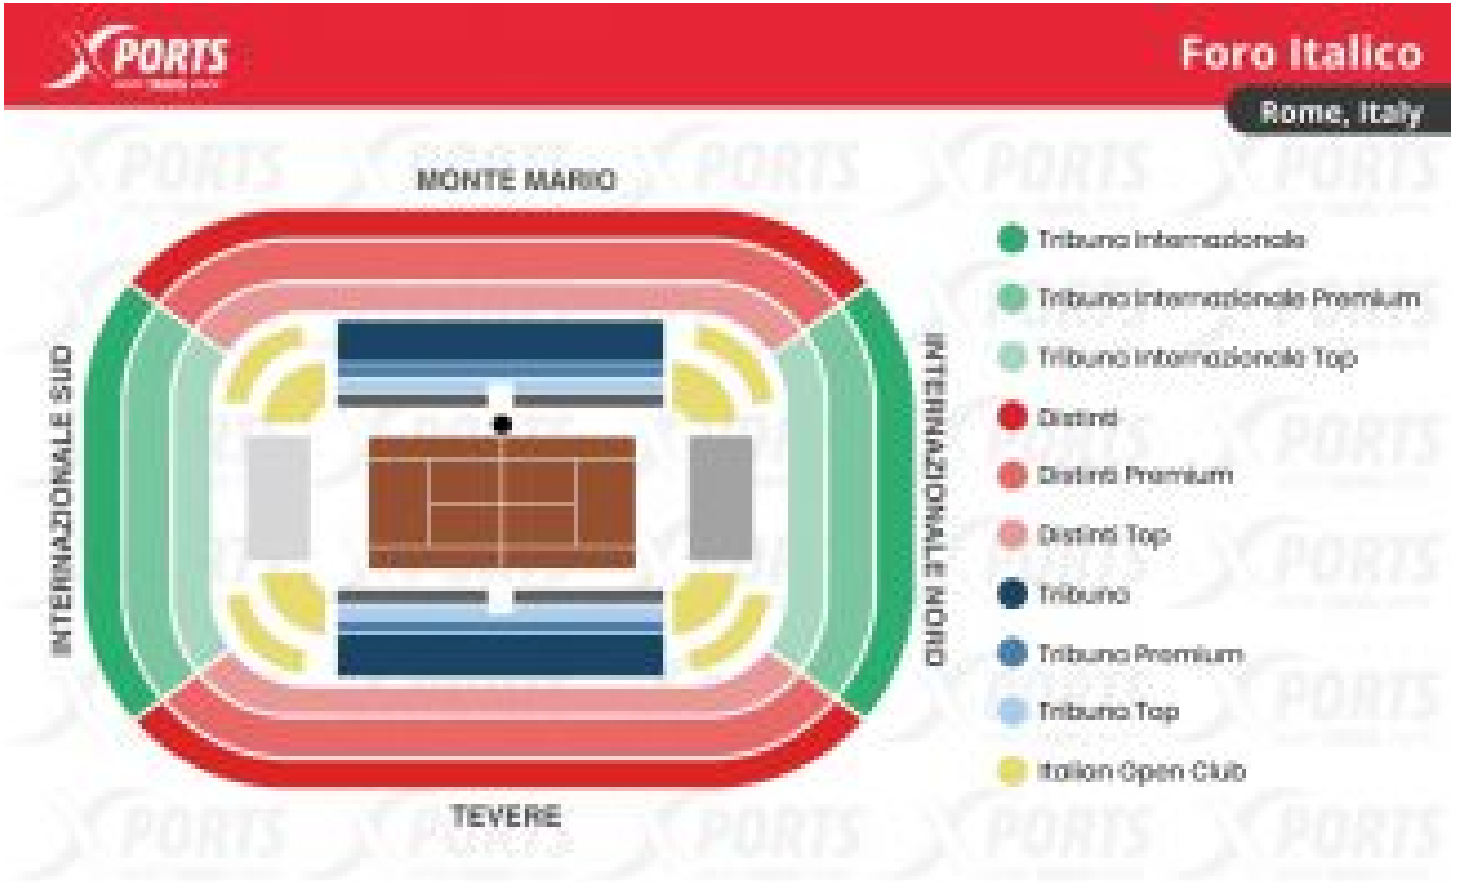 XPORTS
Foro Italico
Rome, Italy
MONTE MARIO
INTERNAZIONALE SUD
INTERNAZIONALE NORD
TEVERE
Tribuna Internazionale
Tribuna Internazionale Premium
Tribuna Internazionale Top
Distinti
Distinti Premium
Distinti Top
Tribuna
Tribuna Premium
Tribuna Top
Italian Open Club